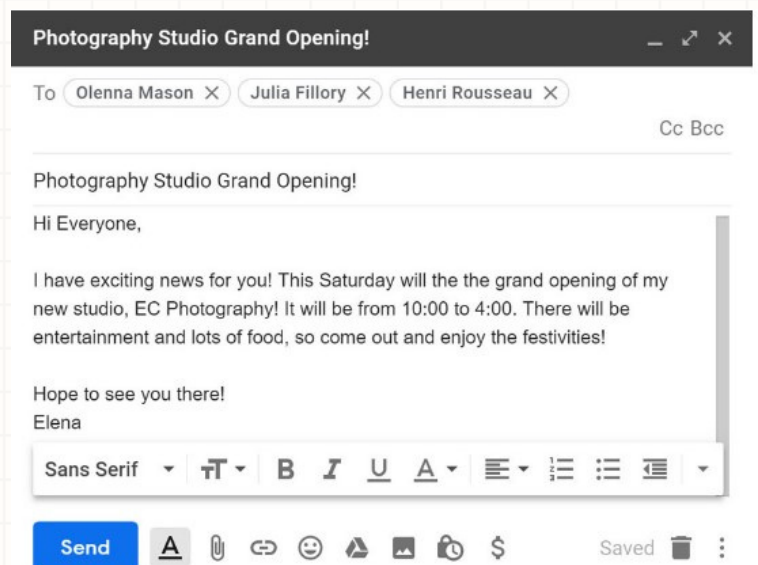 Photography Studio Grand Opening!
To Olenna Mason Julia Fillory Henri Rousseau
Cc Bcc
Photography Studio Grand Opening!
Hi Everyone,
I have exciting news for you! This Saturday will the the grand opening of my
new studio, EC Photography! It will be from 10:00 to 4:00. There will be
entertainment and lots of food, so come out and enjoy the festivities!
Hope to see you there!
Elena
Sans Serif
Send
Saved